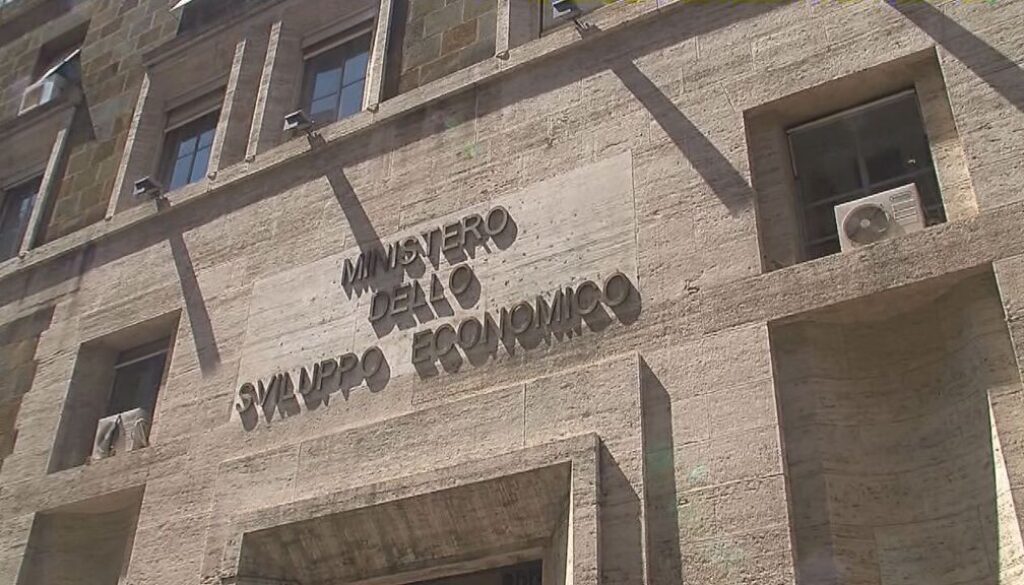 MINISTERO
DELLO
SVILUPPO ECONOMICO